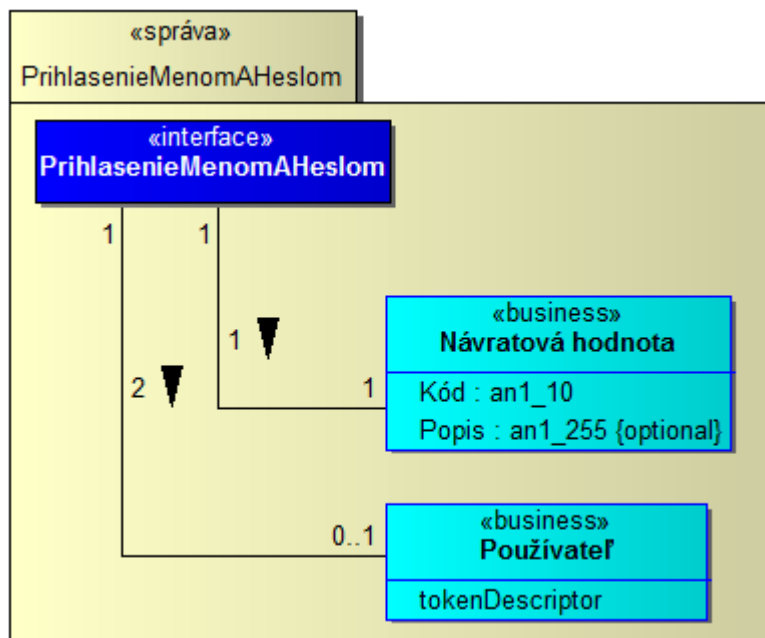 «správa»
PrihlasenieMenomAHeslom
«interface»
PrihlasenieMenomAHeslom
1
1
1
«business»
Návratová hodnota
2
1
Kód : an1_10
Popis : an1_255 {optional}
0..1
«business»
Používateľ
tokenDescriptor